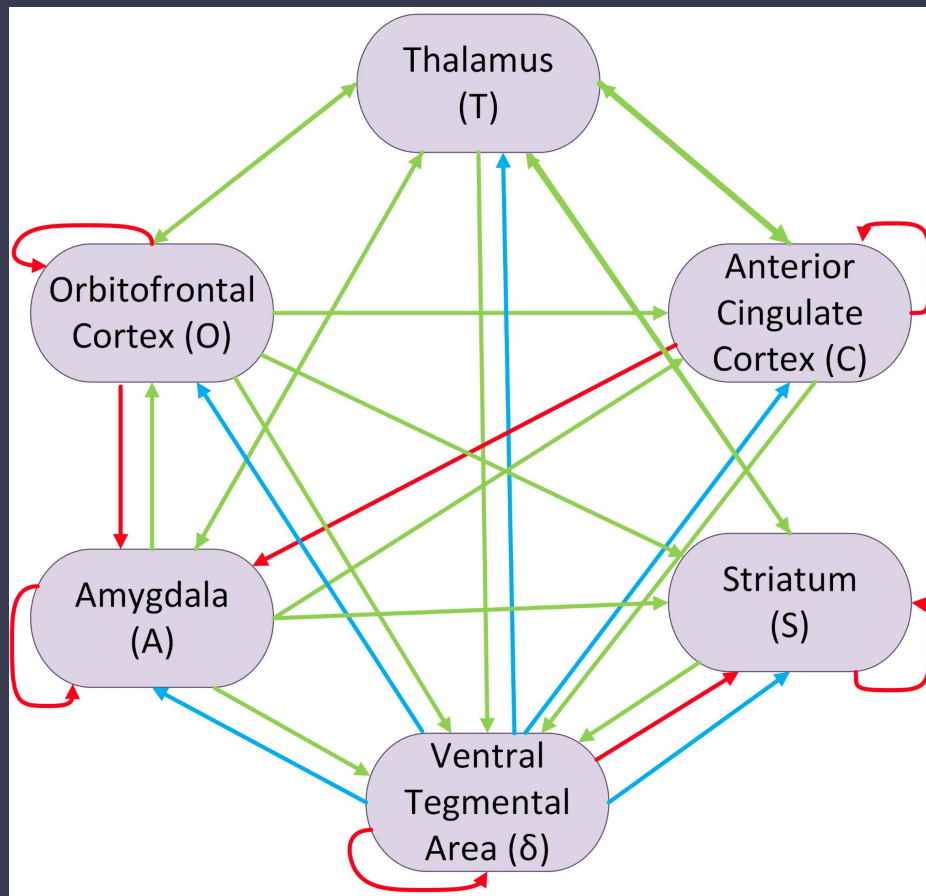 Thalamus
(T)
Orbitofrontal
Cortex (O)
Anterior
Cingulate
Cortex (C)
Amygdala
(A)
Striatum
(S)
Ventral
Tegmental
Area (δ)